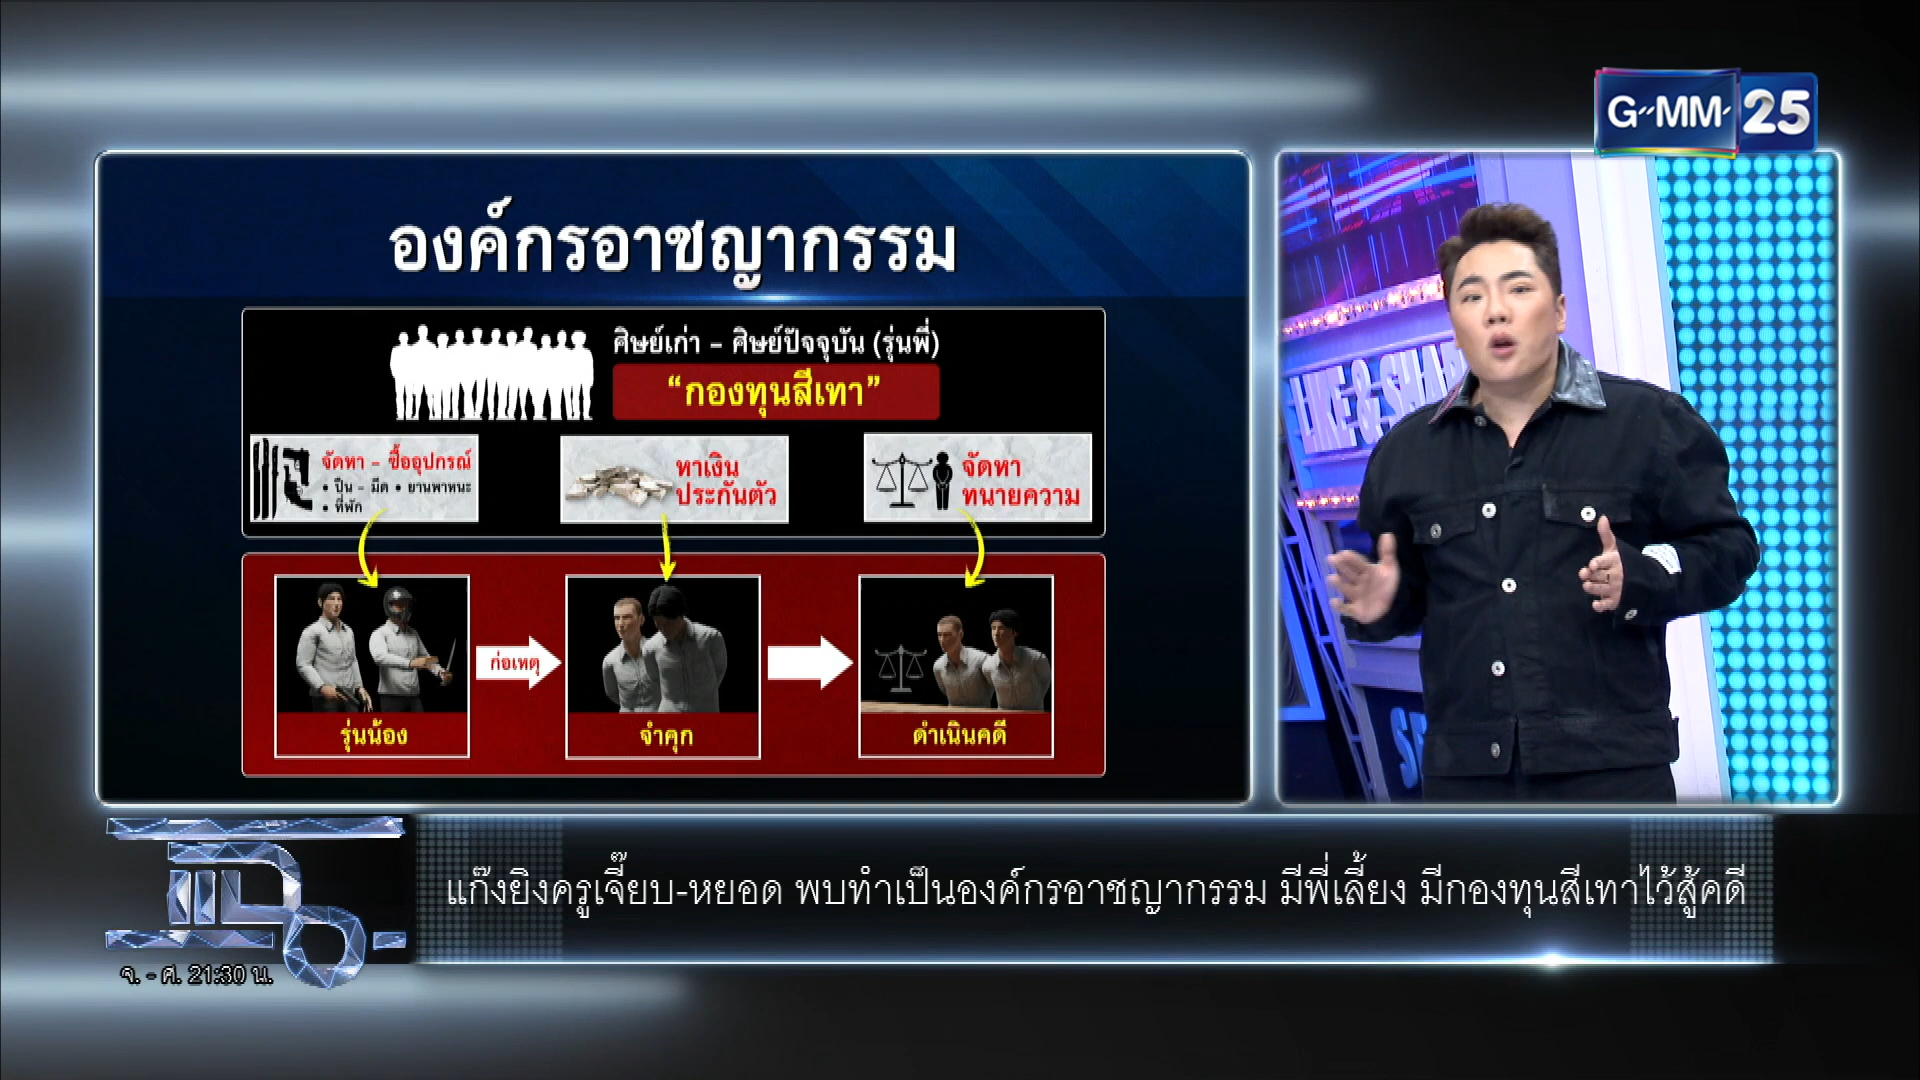 G-MM- 25
องค์กรอาชญากรรม
ศิษย์เก่า - ศิษย์ปัจจุบัน (รุ่นพี่)
“กองทุนสีเทา”
จัดหา - ซื้ออุปกรณ์
• ปืน - มีด • ยานพาหนะ
• ที่พัก
หาเงิน
ประกันตัว
จัดหา
ทนายความ
ก่อเหตุ
รุ่นน้อง
จำคุก
ดำเนินคดี
LIKE & SHAR
แฉ
จ. - ศ. 21:30 น.
แก๊งยิงครูเจี๊ยบ-หยอด พบทำเป็นองค์กรอาชญากรรม มีพี่เลี้ยง มีกองทุนสีเทาไว้สู้คดี